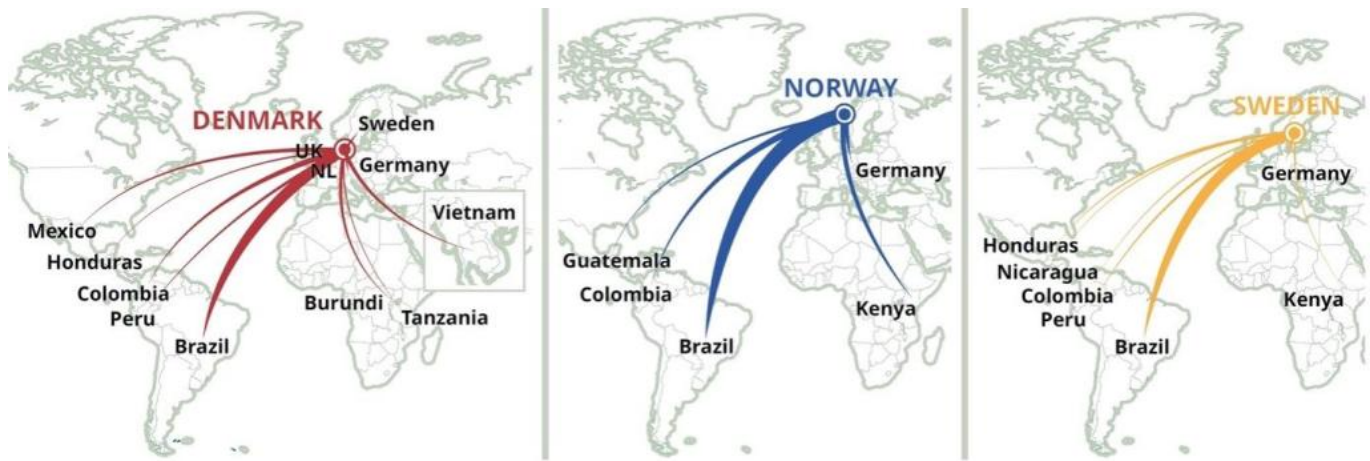 DENMARK
Sweden
UK
Germany
NL
Vietnam
Mexico
Honduras
Colombia
Burundi
Peru
Tanzania
Brazil
NORWAY
Germany
Guatemala
Colombia
Kenya
Brazil
SWEDEN
Germany
Honduras
Nicaragua
Colombia
Kenya
Peru
Brazil